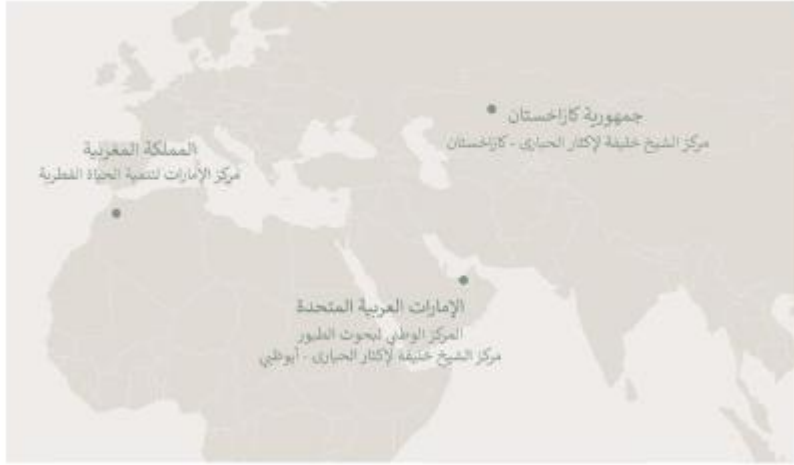 جمهورية كازاخستان
مركز الشيخ خليفة لإكثار الحبارى - كازاخستان
المملكة المغربية
مركز الإمارات لتنمية الحياة الفطرية
الإمارات العربية المتحدة
المركز الوطني لبحوث الطيور
مركز الشيخ خليفة لإكثار الحبارى - أبوظبي